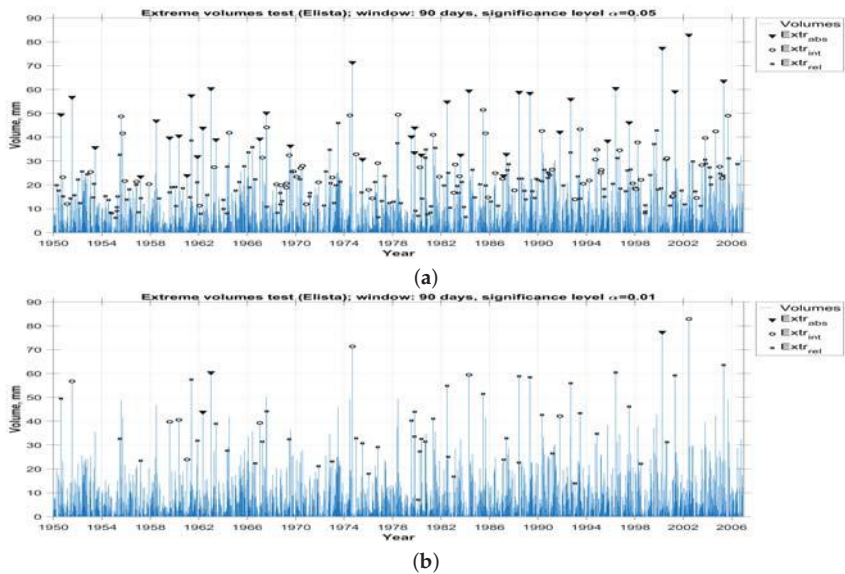 Extreme volumes test (Elista); window: 90 days, significance level α=0.05
90
80
70
60
50
40
30
20
10
0
Volume, mm
1950 1954 1958 1962 1966 1970 1974 1978 1982 1986 1990 1994 1998 2002 2006
Year
Volumes
Extr_abs
Extr_int
Extr_rel
(a)
Extreme volumes test (Elista); window: 90 days, significance level α=0.01
90
80
70
60
50
40
30
20
10
0
Volume, mm
1950 1954 1958 1962 1966 1970 1974 1978 1982 1986 1990 1994 1998 2002 2006
Year
Volumes
Extr_abs
Extr_int
Extr_rel
(b)